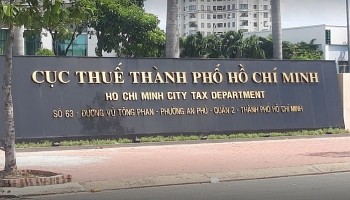 CỤC THUẾ THÀNH PHỐ HỒ CHÍ MINH
HO CHI MINH CITY TAX DEPARTMENT
SỐ 63 - ĐƯỜNG VŨ TÔNG PHAN - PHƯỜNG AN PHÚ - QUẬN 2 - THÀNH PHỐ HỒ CHÍ MINH